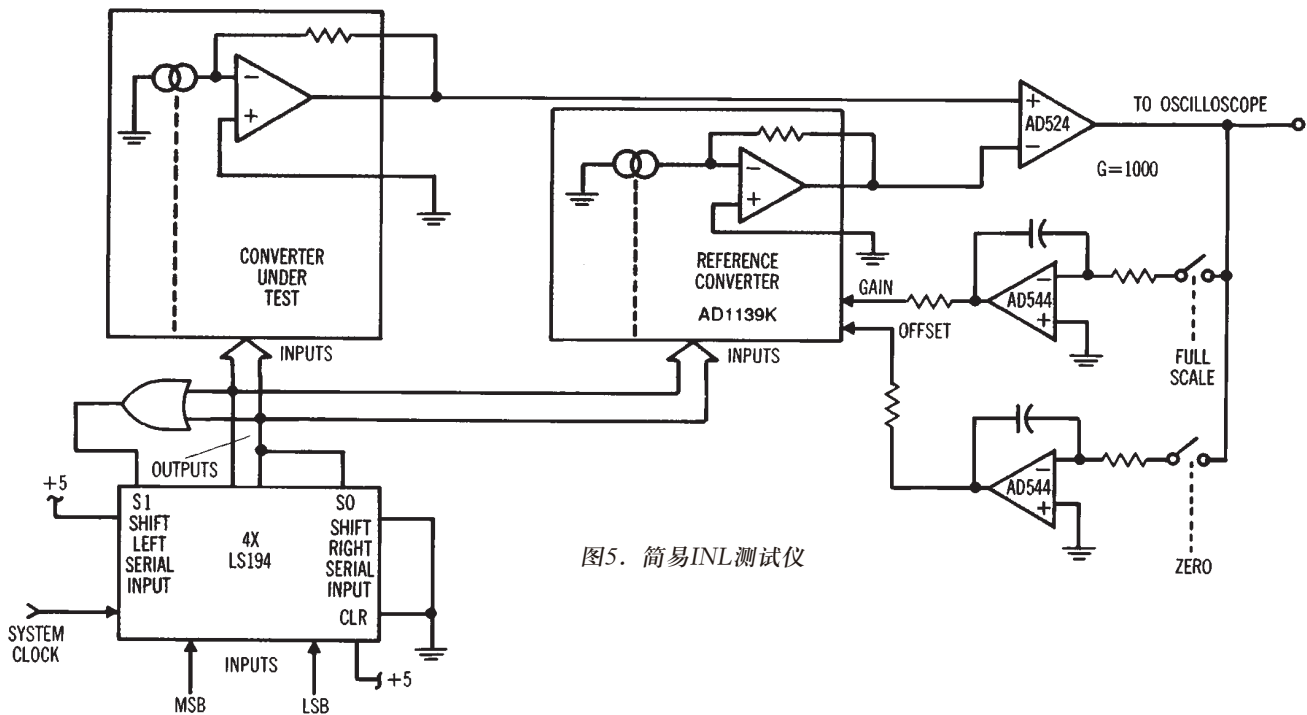 +
AD524
−
TO OSCILLOSCOPE
G=1000
−
+
CONVERTER
UNDER
TEST
−
+
REFERENCE
CONVERTER
AD1139K
GAIN
OFFSET
−
AD544
+
FULL
SCALE
INPUTS
INPUTS
OUTPUTS
+5
S1
SHIFT
LEFT
SERIAL
INPUT
4X
LS194
S0
SHIFT
RIGHT
SERIAL
INPUT
CLR
−
AD544
+
ZERO
图5. 简易INL测试仪
SYSTEM
CLOCK
INPUTS
+5
MSB
LSB